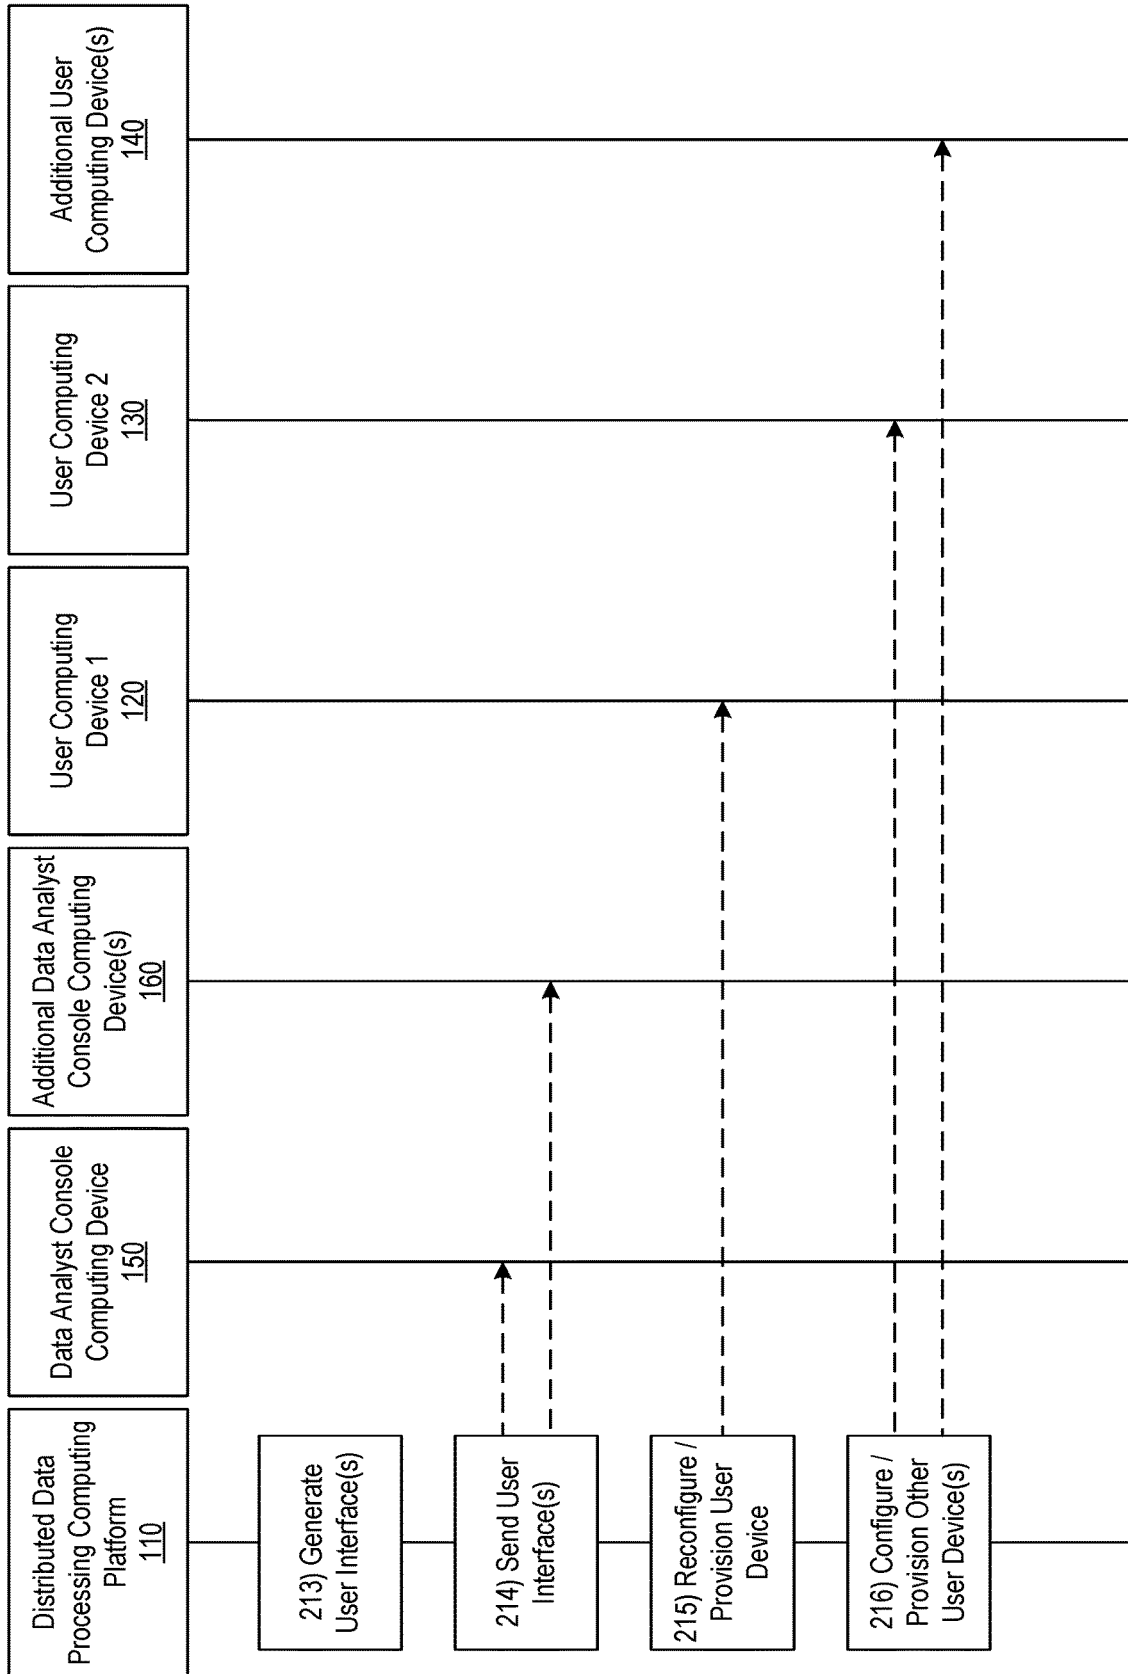 Distributed Data
Processing Computing
Platform
110
Data Analyst Console
Computing Device
150
Additional Data Analyst
Console Computing
Device(s)
160
User Computing
Device 1
120
User Computing
Device 2
130
Additional User
Computing Device(s)
140
213) Generate
User Interface(s)
214) Send User
Interface(s)
215) Reconfigure /
Provision User
Device
216) Configure /
Provision Other
User Device(s)